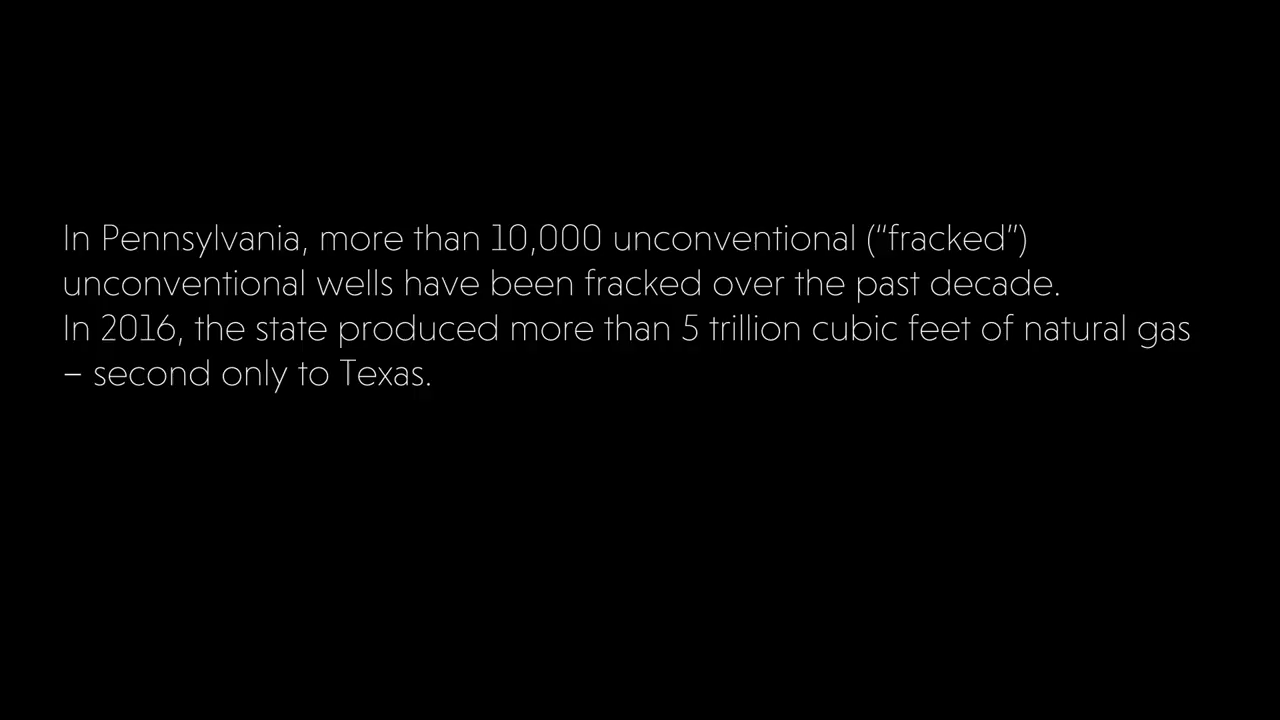 In Pennsylvania, more than 10,000 unconventional (“fracked”)
unconventional wells have been fracked over the past decade.
In 2016, the state produced more than 5 trillion cubic feet of natural gas
– second only to Texas.